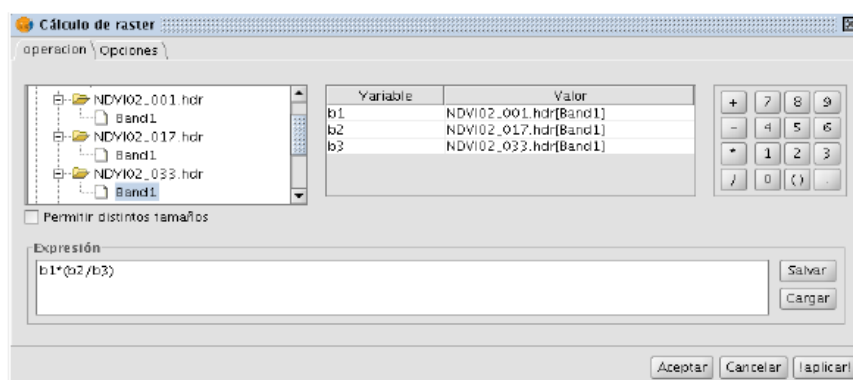 Cálculo de raster
operacion Opciones
NDVI02_001.hdr
Band1
NDVI02_017.hdr
Band1
NDVI02_033.hdr
Band1
Variable Valor
b1 NDVI02_001.hdr[Band1]
b2 NDVI02_017.hdr[Band1]
b3 NDVI02_033.hdr[Band1]
+ 7 8 9
- 4 5 6
* 1 2 3
/ 0 () .
Permitir distintos tamaños
Expresión
b1*(b2/b3)
Salvar
Cargar
Aceptar Cancelar !aplicar!